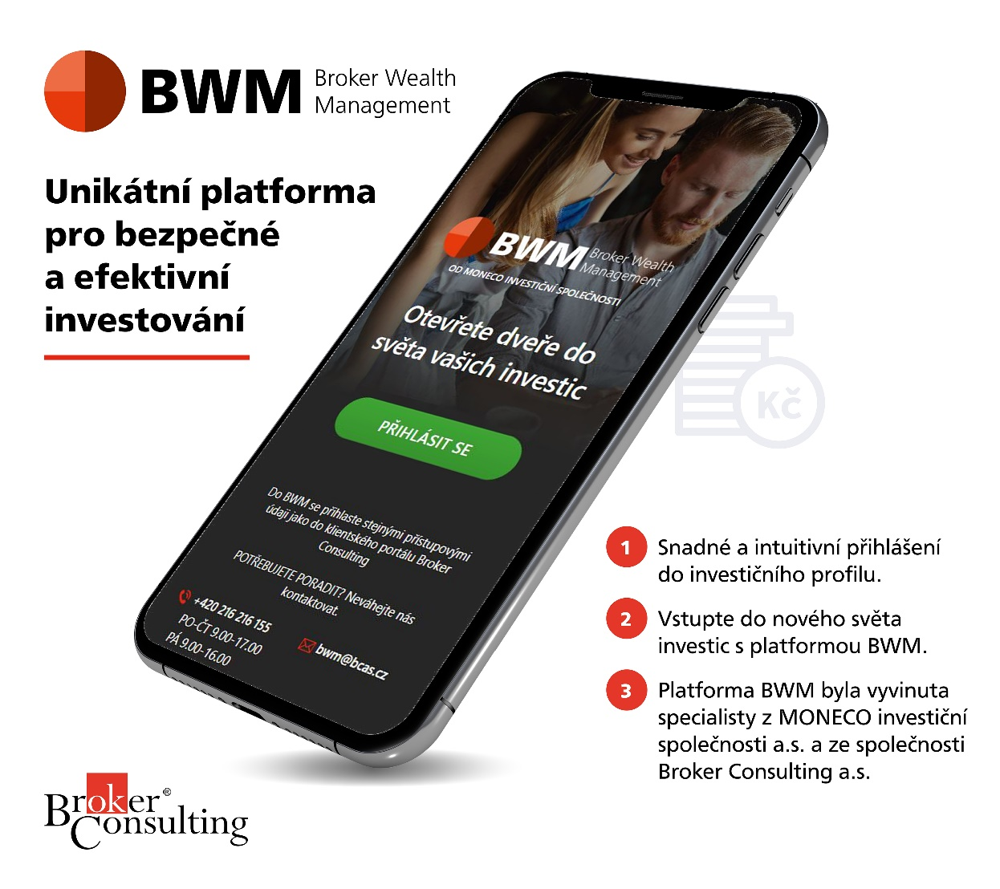 BWM Broker Wealth
Management
Unikátní platforma
pro bezpečné
a efektivní
investování
BWM Broker Wealth
Management
OD MONECO INVESTIČNÍ SPOLEČNOSTI
Otevřete dveře do
světa vašich investic
PŘIHLÁSIT SE
Do BWM se přihlaste stejnými přístupovými
údaji jako do klientského portálu Broker
Consulting
POTŘEBUJETE PORADIT? Neváhejte nás
kontaktovat.
+420 216 216 155
PO-ČT 9.00-17.00
PÁ 9.00-16.00
bwm@bcas.cz
Kč
1 Snadné a intuitivní přihlášení
do investičního profilu.
2 Vstupte do nového světa
investic s platformou BWM.
3 Platforma BWM byla vyvinuta
specialisty z MONECO investiční
společnosti a.s. a ze společnosti
Broker Consulting a.s.
Broker®
Consulting